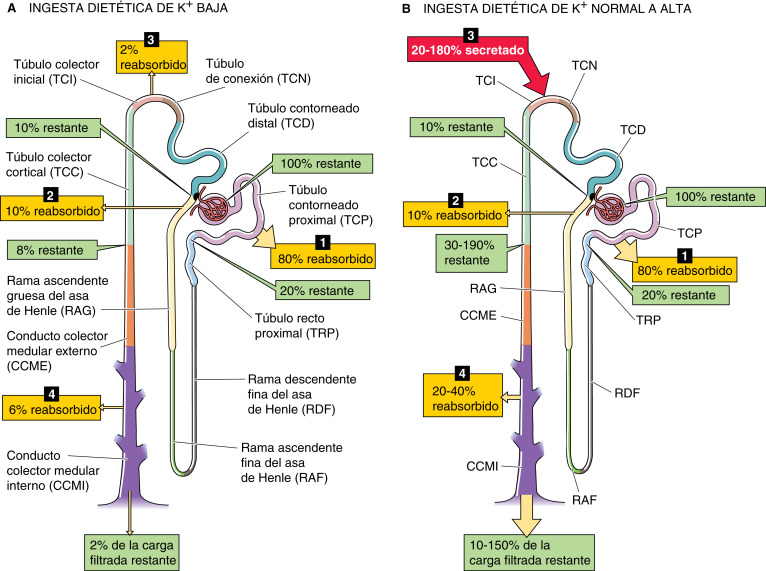 A INGESTA DIETÉTICA DE K+ BAJA
3
2%
reabsorbido
Túbulo colector
inicial (TCI)
Túbulo
de conexión (TCN)
10% restante
Túbulo contorneado
distal (TCD)
Túbulo colector
cortical (TCC)
100% restante
2
10% reabsorbido
Túbulo
contorneado
proximal (TCP)
8% restante
1
80% reabsorbido
20% restante
Rama ascendente
gruesa del asa
de Henle (RAG)
Túbulo recto
proximal (TRP)
Conducto colector
medular externo
(CCME)
4
6% reabsorbido
Rama descendente
fina del asa
de Henle (RDF)
Conducto
colector medular
interno (CCMI)
Rama ascendente
fina del asa
de Henle (RAF)
2% de la carga
filtrada restante
B INGESTA DIETÉTICA DE K+ NORMAL A ALTA
3
20-180% secretado
TCI
TCN
10% restante
TCD
TCC
100% restante
2
10% reabsorbido
TCP
30-190%
restante
1
80% reabsorbido
RAG
20% restante
CCME
TRP
4
20-40%
reabsorbido
RDF
CCMI
RAF
10-150% de la
carga filtrada restante